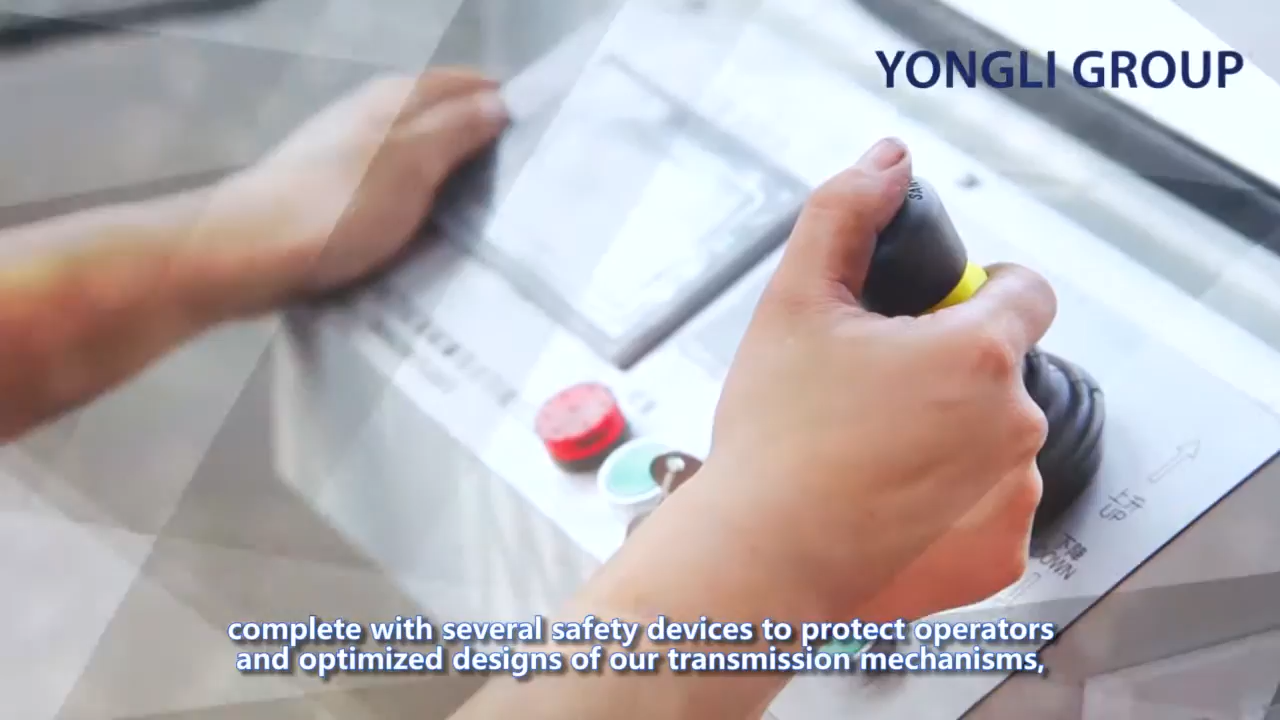 YONGLI GROUP
上升
UP
下降
DOWN
complete with several safety devices to protect operators
and optimized designs of our transmission mechanisms,